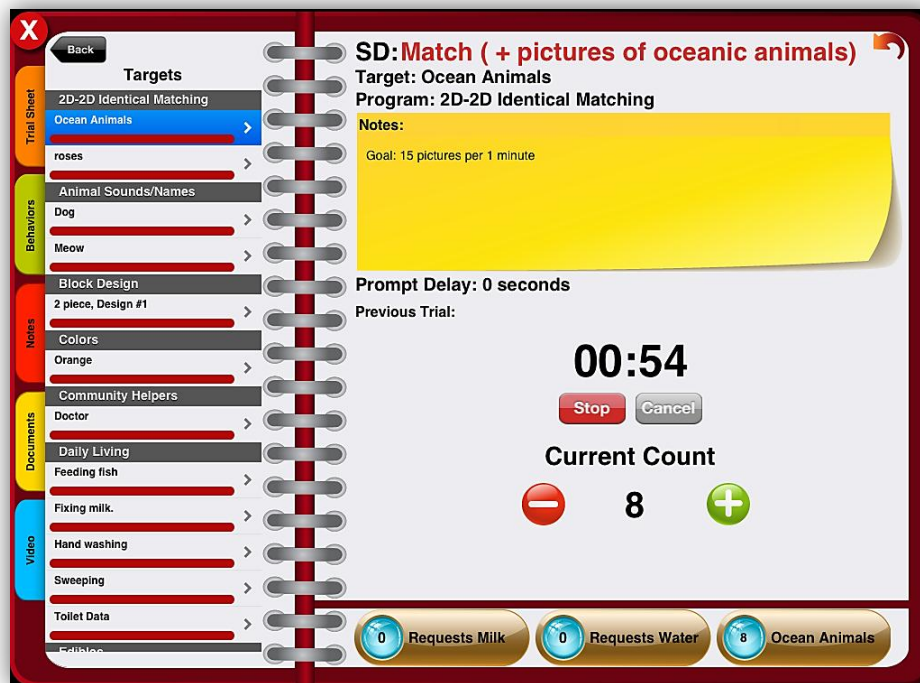 X
Back
Targets
Trial Sheet
Behaviors
Notes
Documents
Video
2D-2D Identical Matching
Ocean Animals
roses
Animal Sounds/Names
Dog
Meow
Block Design
2 piece, Design #1
Colors
Orange
Community Helpers
Doctor
Daily Living
Feeding fish
Fixing milk.
Hand washing
Sweeping
Toilet Data
Edibles
SD:Match ( + pictures of oceanic animals)
Target: Ocean Animals
Program: 2D-2D Identical Matching
Notes:
Goal: 15 pictures per 1 minute
Prompt Delay: 0 seconds
Previous Trial:
00:54
Stop Cancel
Current Count
8
0 Requests Milk 0 Requests Water 8 Ocean Animals